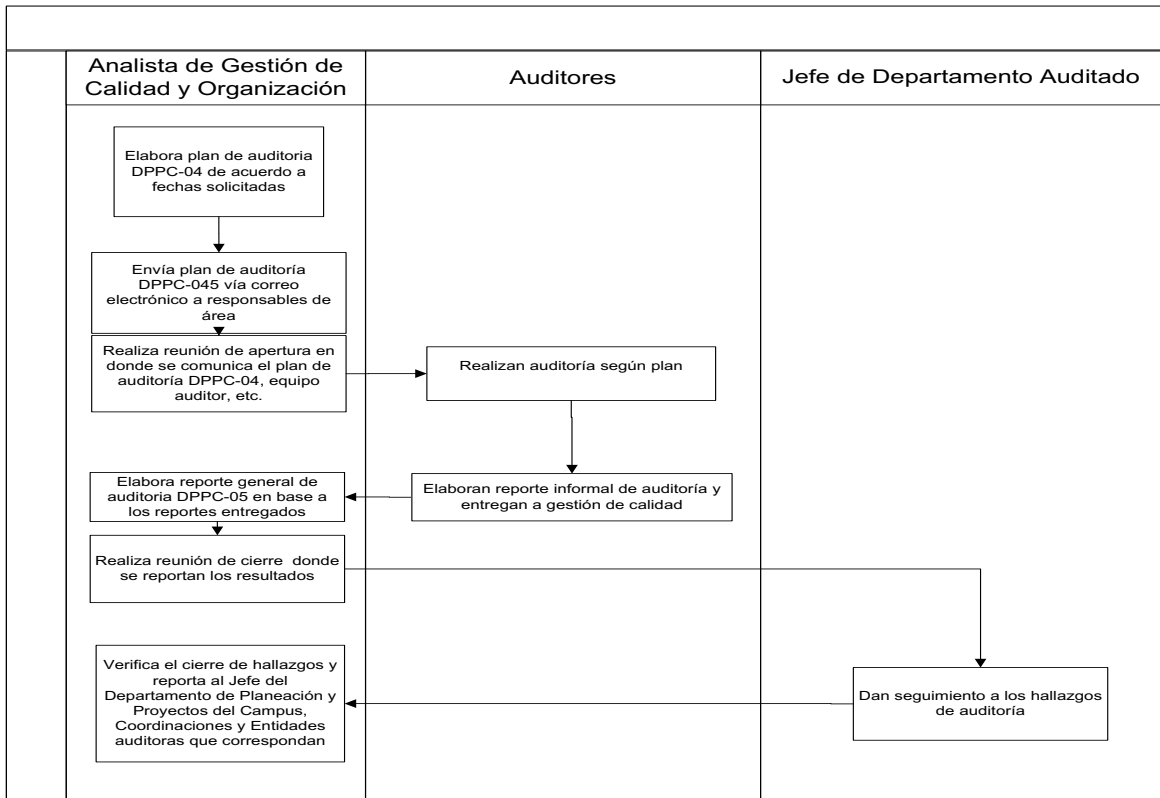 Analista de Gestión de
Calidad y Organización
Auditores
Jefe de Departamento Auditado
Elabora plan de auditoria
DPPC-04 de acuerdo a
fechas solicitadas
Envía plan de auditoría
DPPC-045 vía correo
electrónico a responsables de
área
Realiza reunión de apertura en
donde se comunica el plan de
auditoría DPPC-04, equipo
auditor, etc.
Realizan auditoría según plan
Elabora reporte general de
auditoria DPPC-05 en base a
los reportes entregados
Elaboran reporte informal de auditoría y
entregan a gestión de calidad
Realiza reunión de cierre donde
se reportan los resultados
Verifica el cierre de hallazgos y
reporta al Jefe del
Departamento de Planeación y
Proyectos del Campus,
Coordinaciones y Entidades
auditoras que correspondan
Dan seguimiento a los hallazgos
de auditoría